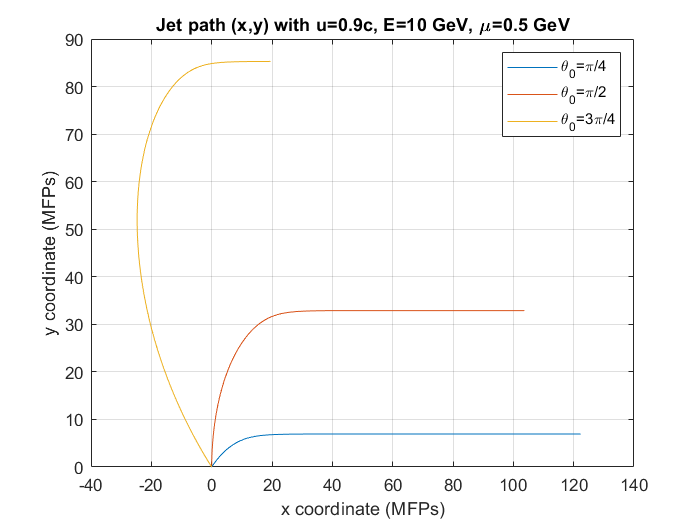 Jet path (x,y) with u=0.9c, E=10 GeV, μ=0.5 GeV
θ0=π/4
θ0=π/2
θ0=3π/4
90
80
70
60
50
40
30
20
10
0
y coordinate (MFPs)
-40 -20 0 20 40 60 80 100 120 140
x coordinate (MFPs)